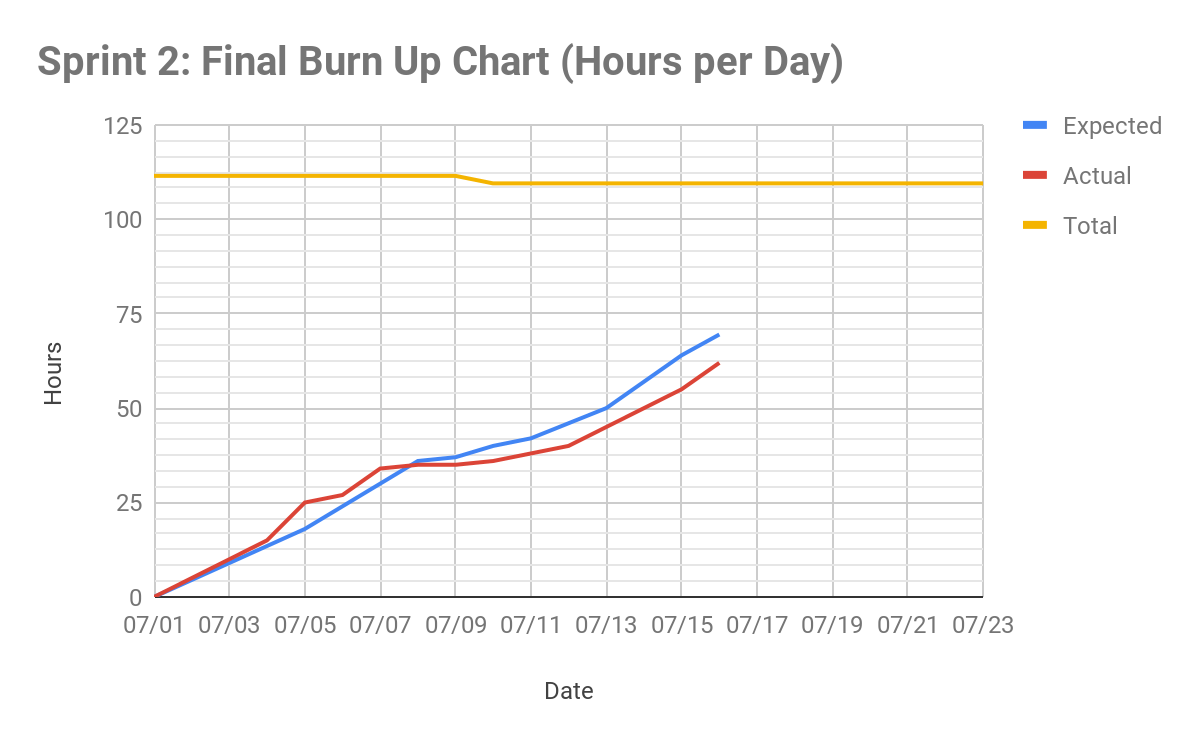 Sprint 2: Final Burn Up Chart (Hours per Day)
125
100
75
50
25
0
Hours
07/01 07/03 07/05 07/07 07/09 07/11 07/13 07/15 07/17 07/19 07/21 07/23
Date
Expected
Actual
Total